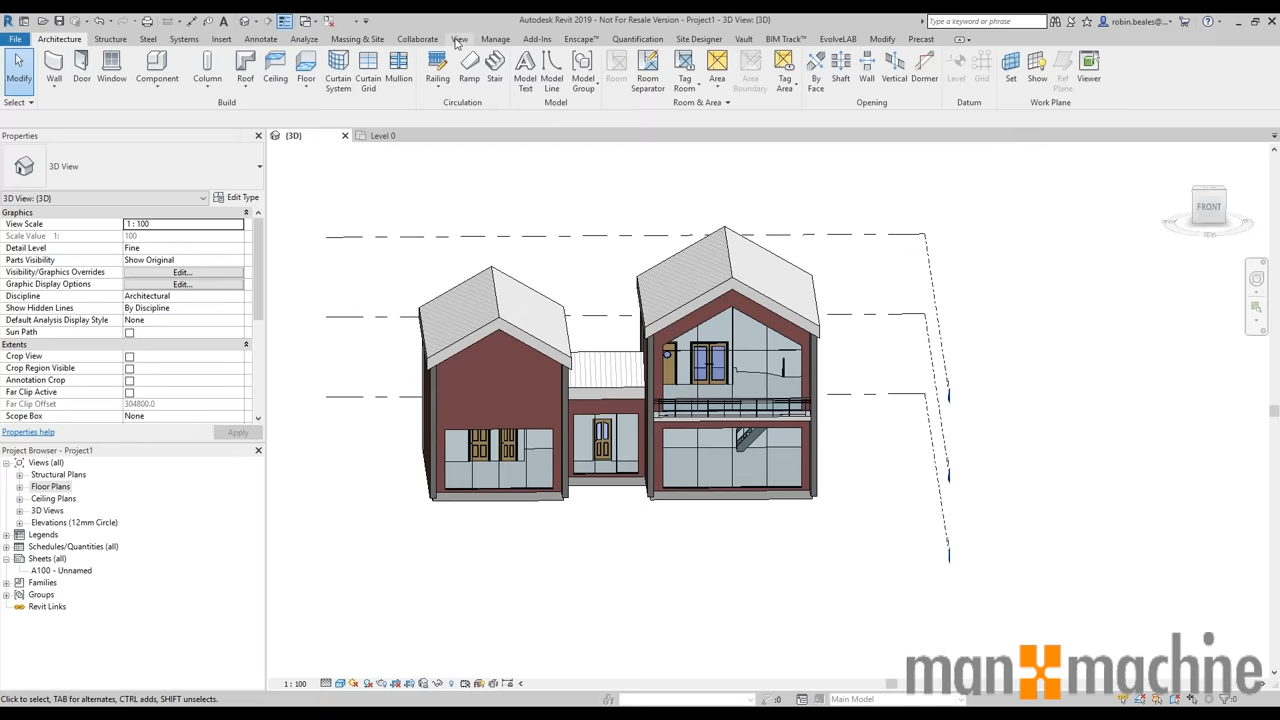 Autodesk Revit 2019 - Not For Resale Version - Project1 - 3D View: {3D}
Type a keyword or phrase
robin.beales...
File Architecture Structure Steel Systems Insert Annotate Analyze Massing & Site Collaborate View Manage Add-Ins Enscape™ Quantification Site Designer Vault BIM Track™ EvolveLAB Modify Precast
Modify Wall Door Window Component Column Roof Ceiling Floor Curtain System Curtain Grid Mullion Railing Ramp Stair Model Text Model Line Model Group Room Room Separator Tag Room Area Area Boundary Tag Area By Face Shaft Wall Vertical Dormer Level Grid Set Show Ref Plane Viewer
Select Build Circulation Model Room & Area Opening Datum Work Plane
Properties
{3D}
Level 0
3D View
3D View: {3D} Edit Type
Graphics
View Scale 1 : 100
Scale Value 1: 100
Detail Level Fine
Parts Visibility Show Original
Visibility/Graphics Overrides Edit...
Graphic Display Options Edit...
Discipline Architectural
Show Hidden Lines By Discipline
Default Analysis Display Style None
Sun Path
Extents
Crop View
Crop Region Visible
Annotation Crop
Far Clip Active
Far Clip Offset 304800.0
Scope Box None
Properties help Apply
Project Browser - Project1
Views (all)
Structural Plans
Floor Plans
Ceiling Plans
3D Views
Elevations (12mm Circle)
Legends
Schedules/Quantities (all)
Sheets (all)
A100 - Unnamed
Families
Groups
Revit Links
FRONT
man machine
1 : 100
Click to select, TAB for alternates, CTRL adds, SHIFT unselects.
:0
Main Model
:0